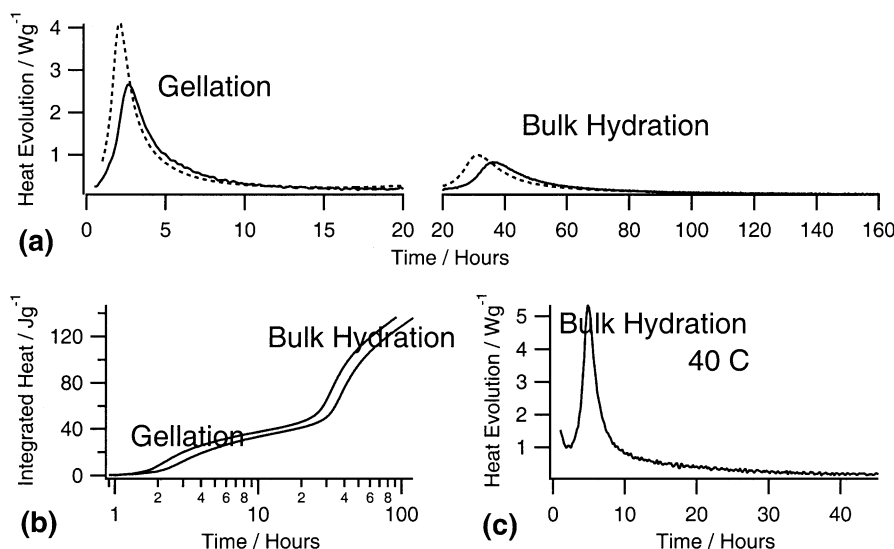 Heat Evolution / Wg-1
4
3
2
1
Gellation
Bulk Hydration
0 5 10 15 20
20 40 60 80 100 120 140 160
(a)
Time / Hours
Integrated Heat / Jg-1
120
80
40
0
Bulk Hydration
Gellation
1 2 4 6 8 10 2 4 6 8 100
(b)
Time / Hours
Heat Evolution / Wg-1
5
4
3
2
1
Bulk Hydration
40 C
0 10 20 30 40
(c)
Time / Hours